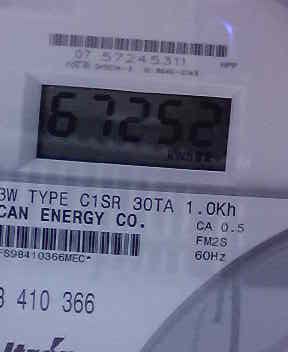 07 57245311
67252
3W TYPE C1SR 30TA 1.0Kh
CAN ENERGY CO.
CA 0.5
FM2S
60Hz
FS98410366MEC*
3 410 366